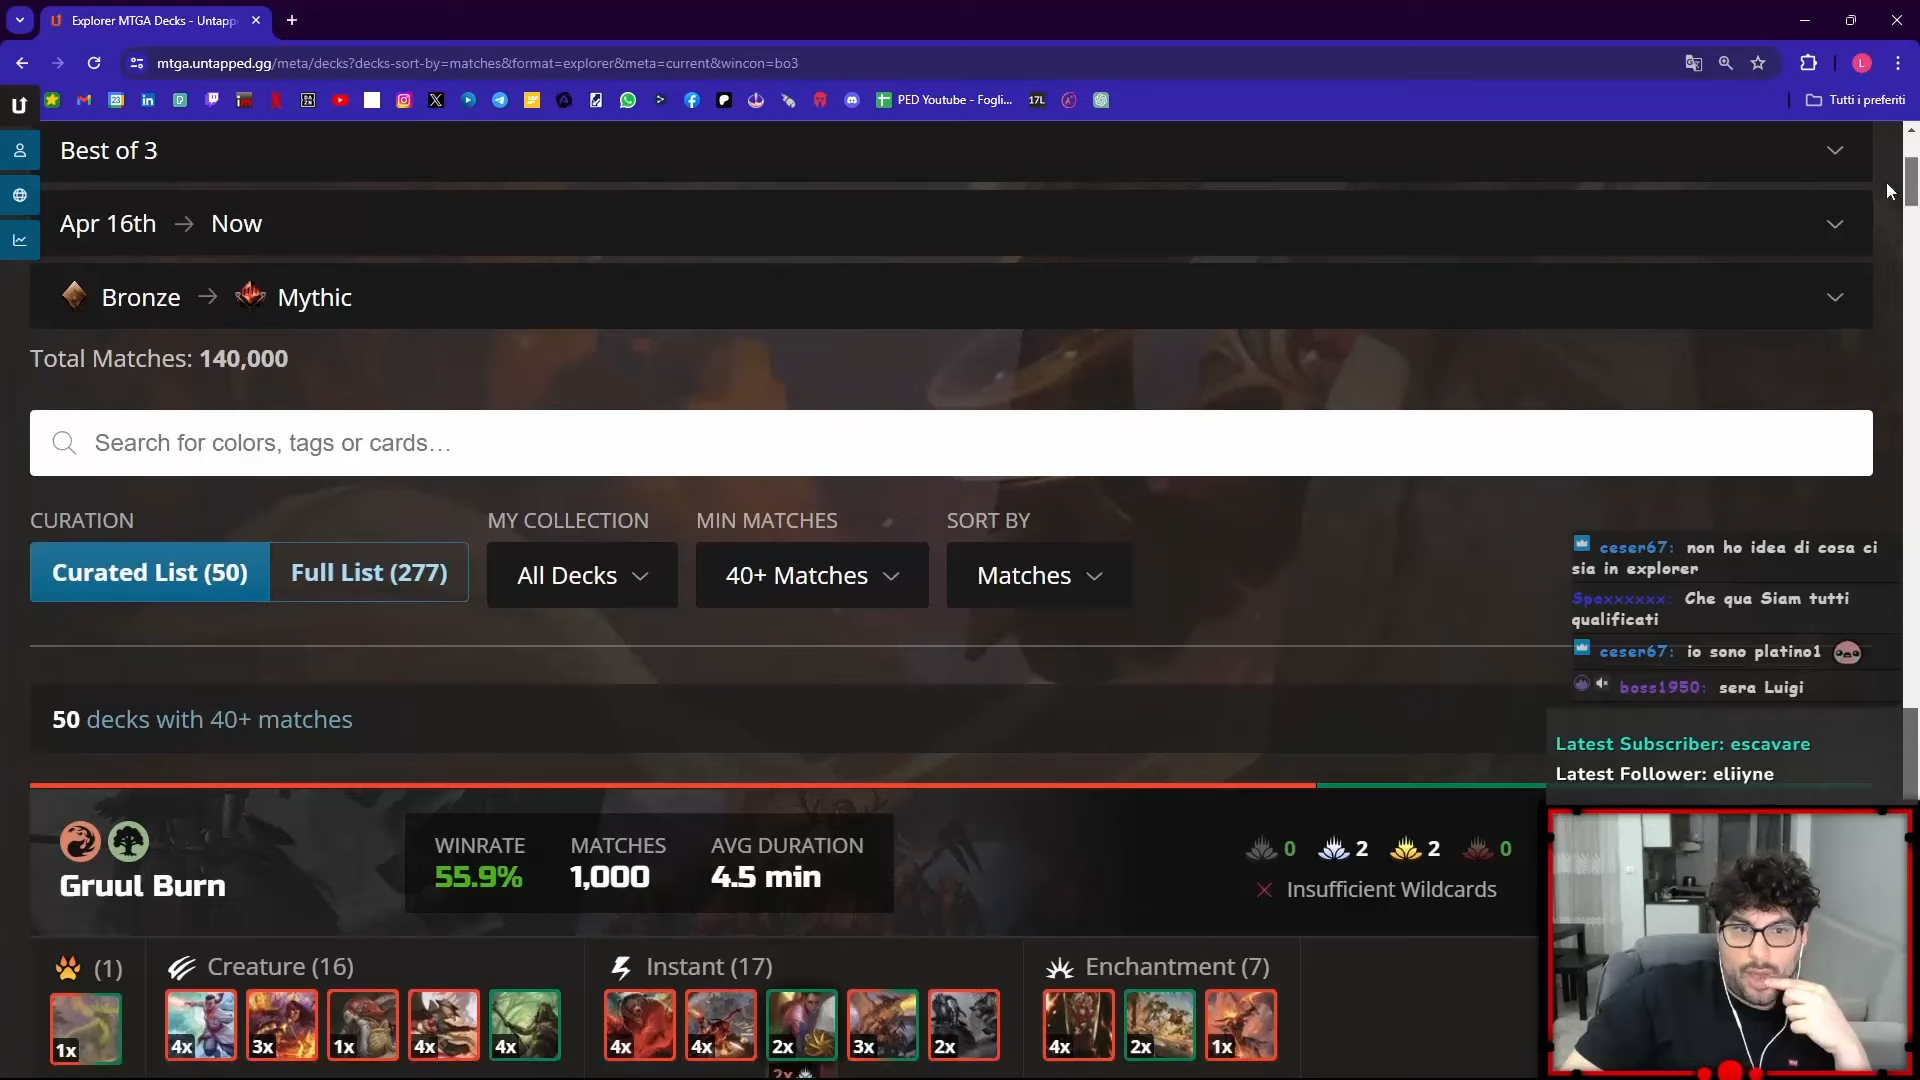 Explorer MTGA Decks - Untapp
mtga.untapped.gg/meta/decks?decks-sort-by=matches&format=explorer&meta=current&wincon=bo3
PED Youtube - Fogli...
17L
Tutti i preferiti
Best of 3
Apr 16th → Now
Bronze → Mythic
Total Matches: 140,000
Search for colors, tags or cards…
CURATION
MY COLLECTION
MIN MATCHES
SORT BY
Curated List (50)
Full List (277)
All Decks
40+ Matches
Matches
ceser67: non ho idea di cosa ci
sia in explorer
Spaxxxxxx: Che qua Siam tutti
qualificati
ceser67: io sono platino1
boss1950: sera Luigi
50 decks with 40+ matches
Latest Subscriber: escavare
Latest Follower: eliiyne
Gruul Burn
WINRATE
55.9%
MATCHES
1,000
AVG DURATION
4.5 min
0
2
2
0
Insufficient Wildcards
(1)
Creature (16)
Instant (17)
Enchantment (7)
1x
4x
3x
1x
4x
4x
4x
4x
2x
3x
2x
4x
2x
1x
2x